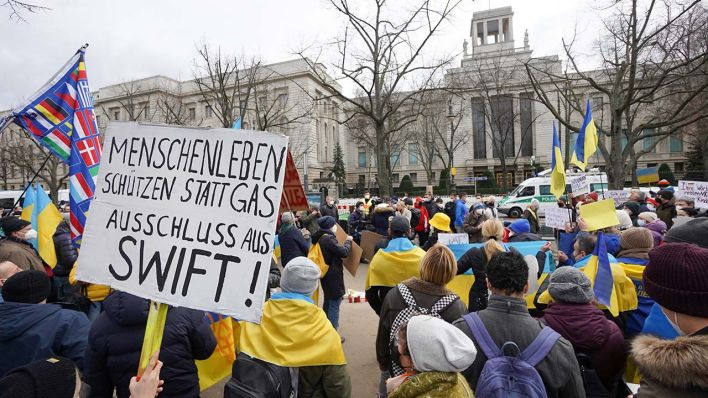 MENSCHENLEBEN
SCHÜTZEN STATT GAS
AUSSCHLUSS AUS
SWIFT!